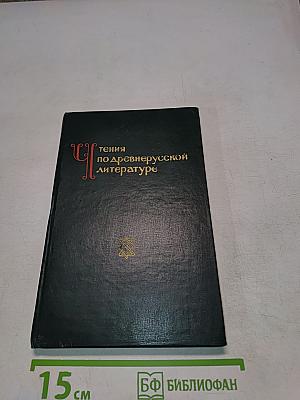 Чтения
по древнерусской
литературе
15 см
БФ БИБЛИОФАН